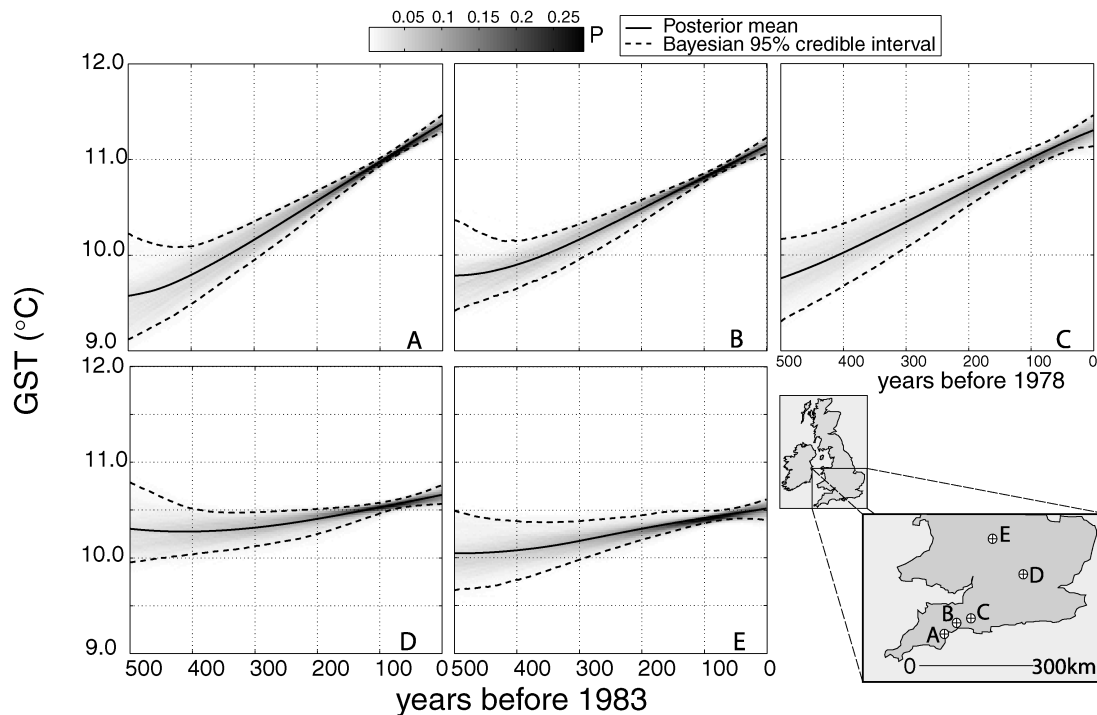 0.05 0.1 0.15 0.2 0.25
P
Posterior mean
Bayesian 95% credible interval
GST (°C)
12.0
11.0
10.0
9.0
A
B
C
500 400 300 200 100 0
years before 1978
12.0
11.0
10.0
9.0
D
E
500 400 300 200 100 0
500 400 300 200 100 0
years before 1983
E
D
B
C
A
0 300km